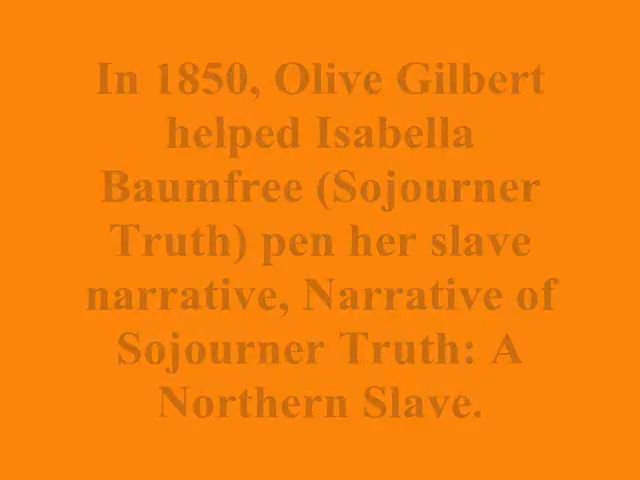 In 1850, Olive Gilbert
helped Isabella
Baumfree (Sojourner
Truth) pen her slave
narrative, Narrative of
Sojourner Truth: A
Northern Slave.